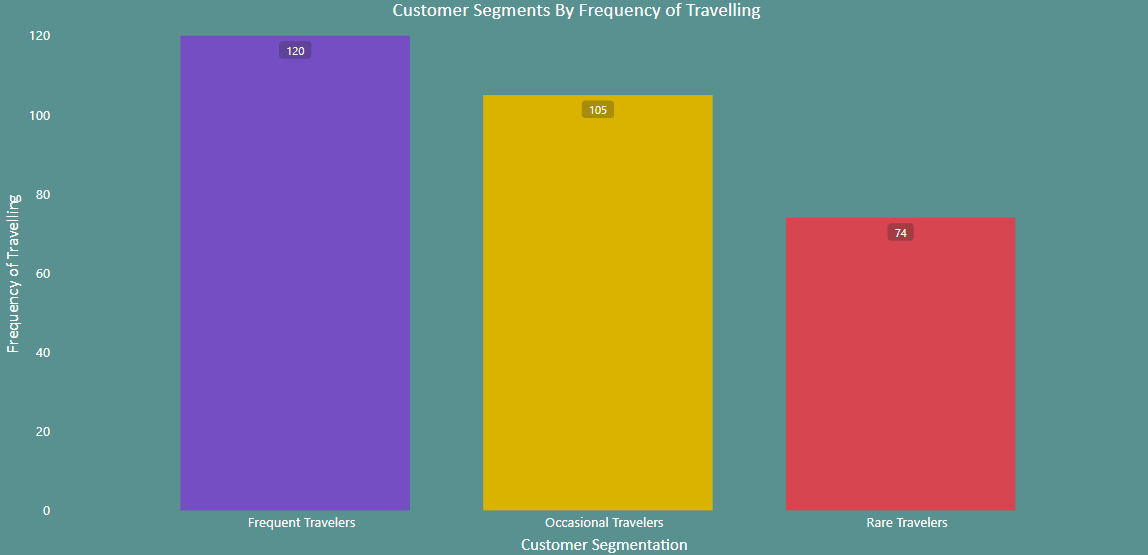 Customer Segments By Frequency of Travelling
Frequency of Travelling
120
100
80
60
40
20
0
120
105
74
Frequent Travelers
Occasional Travelers
Rare Travelers
Customer Segmentation